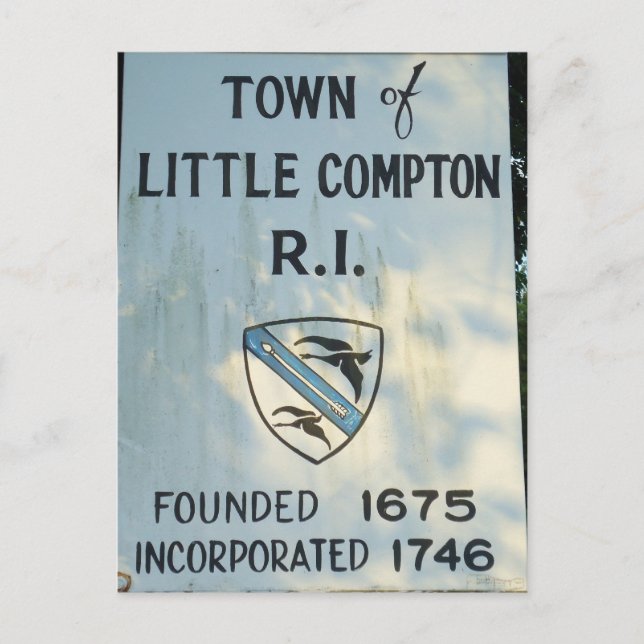 TOWN of
LITTLE COMPTON
R.I.
FOUNDED 1675
INCORPORATED 1746